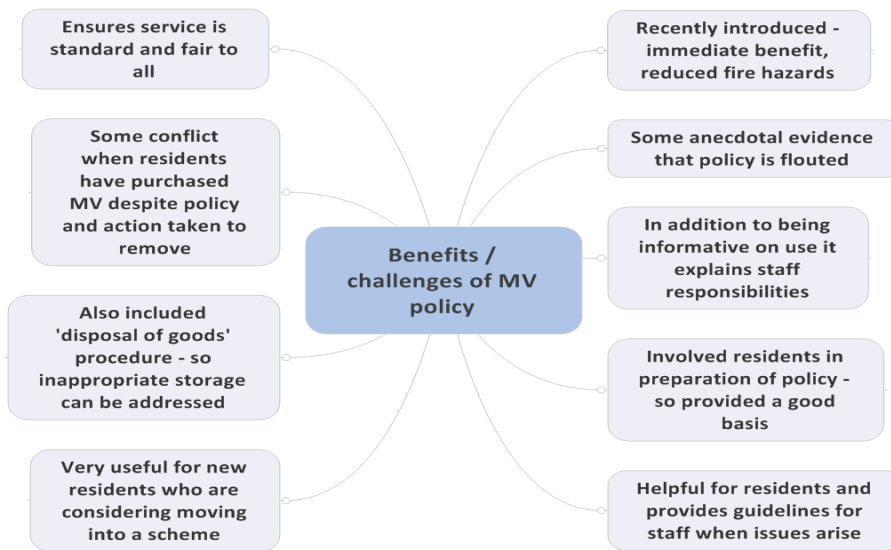 Ensures service is
standard and fair to
all
Some conflict
when residents
have purchased
MV despite policy
and action taken to
remove
Also included
'disposal of goods'
procedure - so
inappropriate storage
can be addressed
Very useful for new
residents who are
considering moving
into a scheme
Benefits /
challenges of MV
policy
Recently introduced -
immediate benefit,
reduced fire hazards
Some anecdotal evidence
that policy is flouted
In addition to being
informative on use it
explains staff
responsibilities
Involved residents in
preparation of policy -
so provided a good
basis
Helpful for residents and
provides guidelines for
staff when issues arise